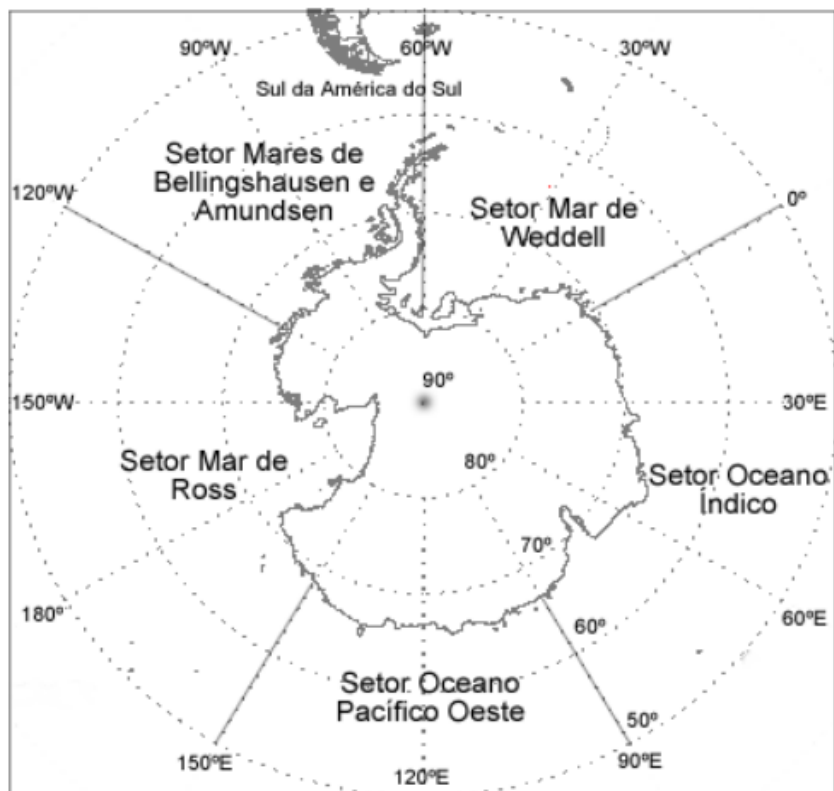 90ºW
60ºW
30ºW
Sul da América do Sul
Setor Mares de
Bellingshausen e
Amundsen
120ºW
Setor Mar de
Weddell
0º
90º
150ºW
30ºE
Setor Mar de
Ross
80º
Setor Oceano
Índico
70º
180º
60º
60ºE
Setor Oceano
Pacífico Oeste
50º
150ºE
120ºE
90ºE